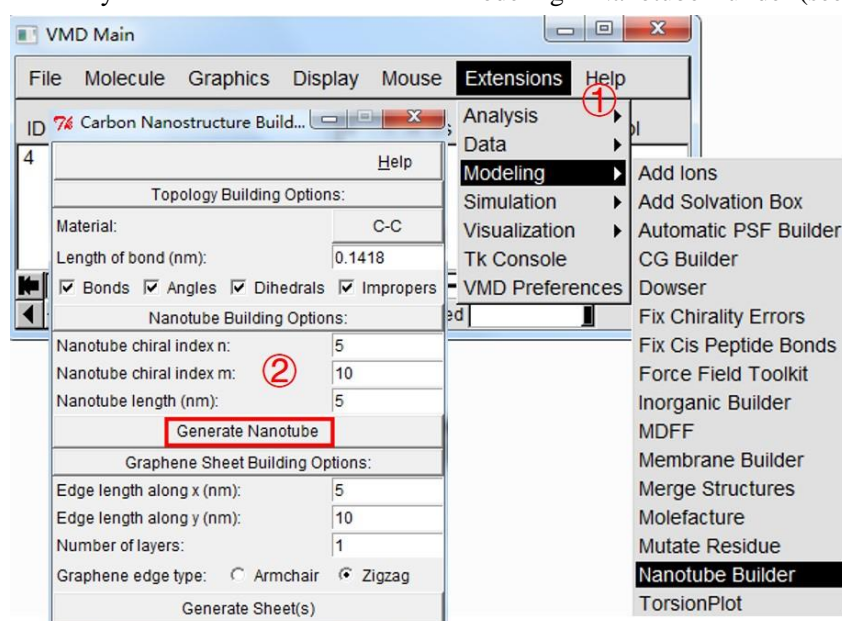 VMD Main
File Molecule Graphics Display Mouse Extensions Help
①
ID
4
Analysis
Data
Modeling
Simulation
Visualization
Tk Console
VMD Preferences
Add Ions
Add Solvation Box
Automatic PSF Builder
CG Builder
Dowser
Fix Chirality Errors
Fix Cis Peptide Bonds
Force Field Toolkit
Inorganic Builder
MDFF
Membrane Builder
Merge Structures
Molefacture
Mutate Residue
Nanotube Builder
TorsionPlot
Carbon Nanostructure Build...
Help
Topology Building Options:
Material: C-C
Length of bond (nm): 0.1418
Bonds Angles Dihedrals Impropers
Nanotube Building Options:
Nanotube chiral index n: 5
②
Nanotube chiral index m: 10
Nanotube length (nm): 5
Generate Nanotube
Graphene Sheet Building Options:
Edge length along x (nm): 5
Edge length along y (nm): 10
Number of layers: 1
Graphene edge type: Armchair Zigzag
Generate Sheet(s)